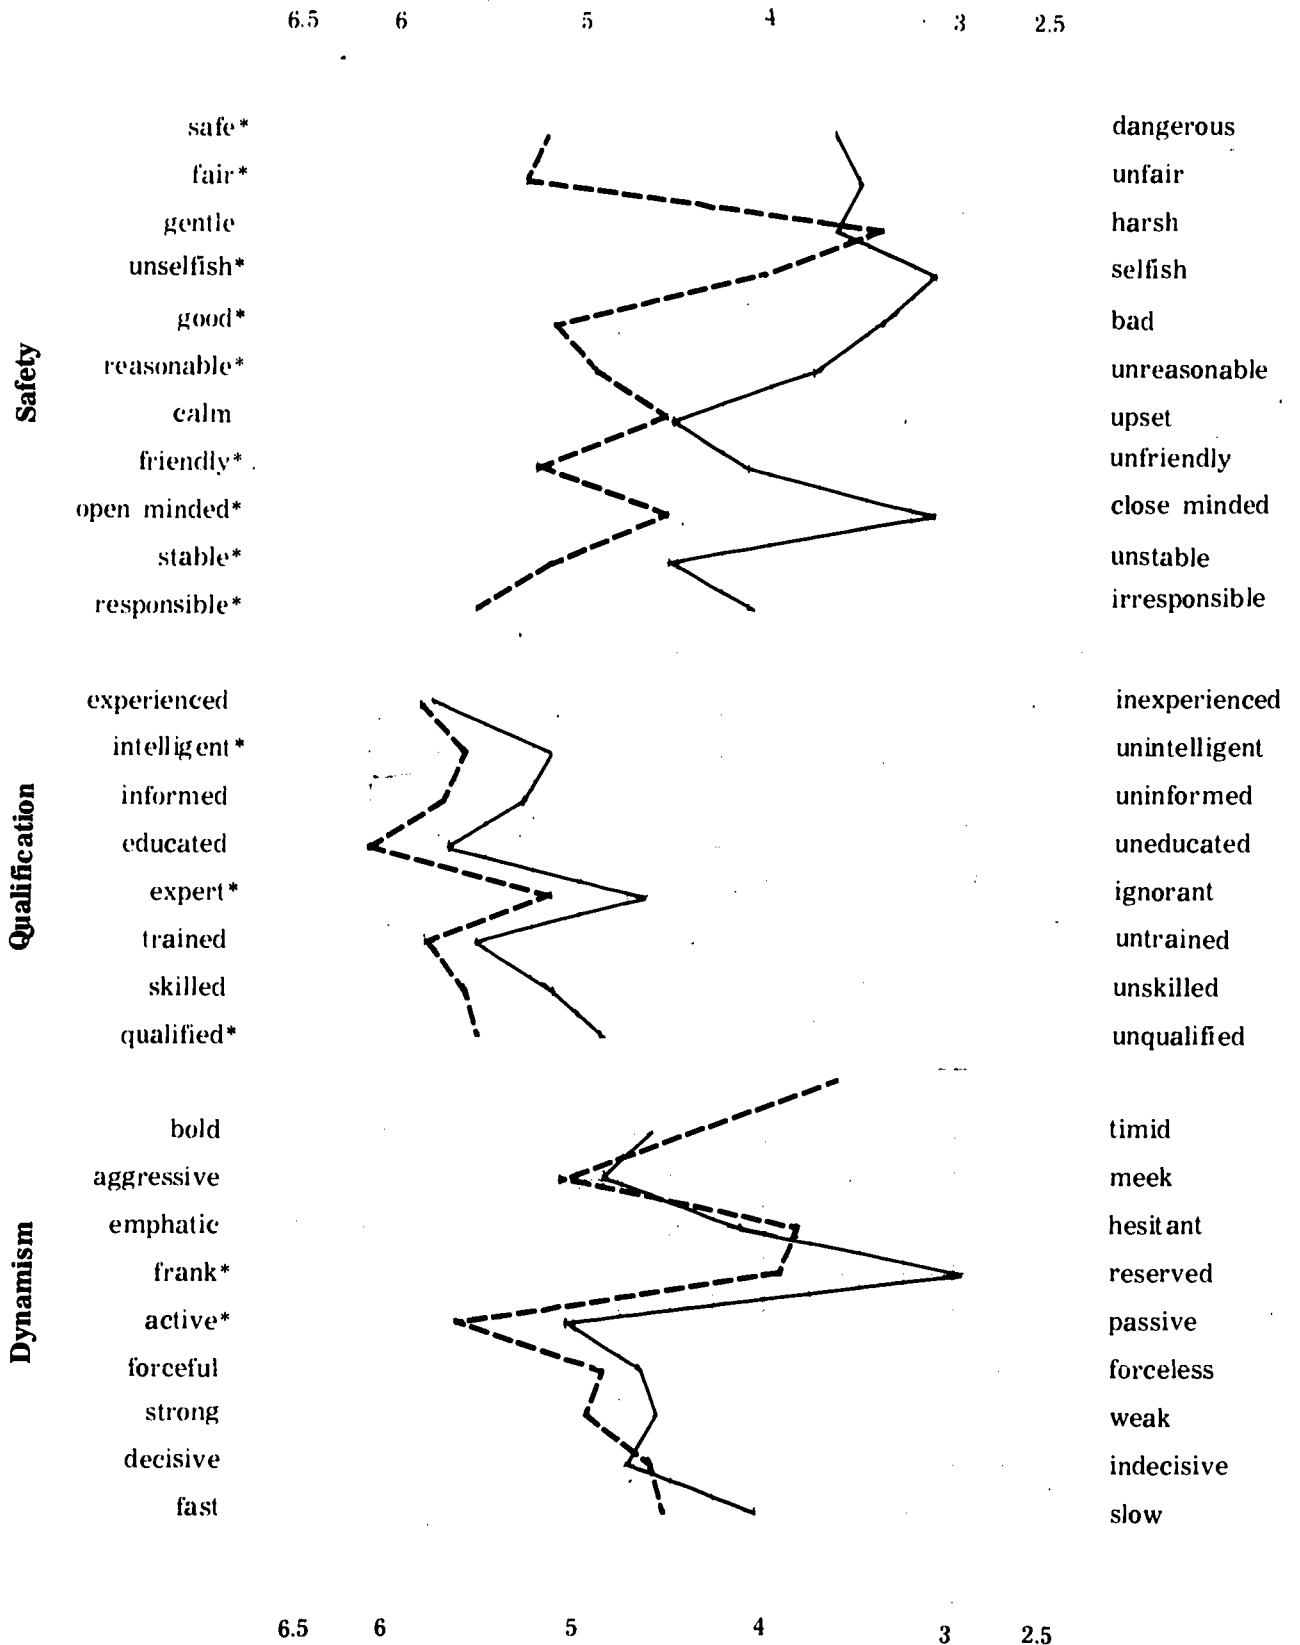 6.5 6 5 4 3 2.5
safe* dangerous
fair* unfair
gentle harsh
unselfish* selfish
good* bad
reasonable* unreasonable
Safety
calm upset
friendly* unfriendly
open minded* close minded
stable* unstable
responsible* irresponsible
experienced inexperienced
intelligent* unintelligent
informed uninformed
educated uneducated
Qualification
expert* ignorant
trained untrained
skilled unskilled
qualified* unqualified
bold timid
aggressive meek
emphatic hesitant
frank* reserved
Dynamism
active* passive
forceful forceless
strong weak
decisive indecisive
fast slow
6.5 6 5 4 3 2.5